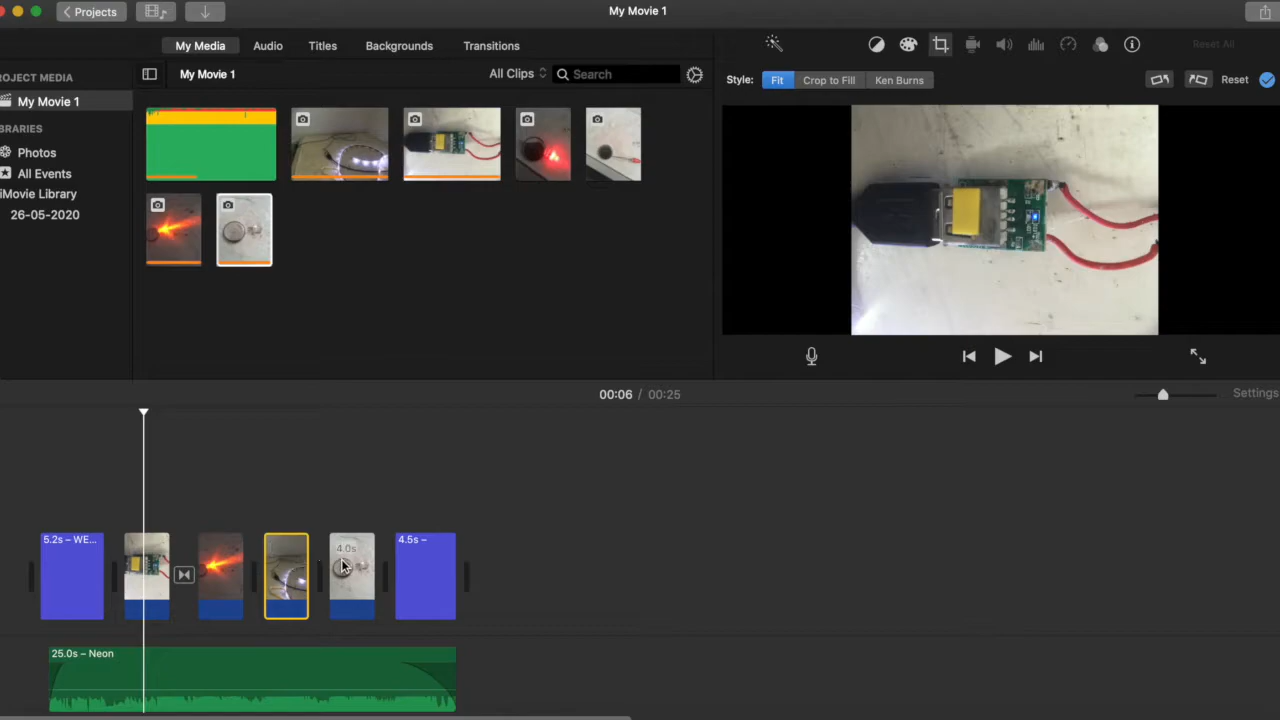 Projects
My Movie 1
My Media
Audio
Titles
Backgrounds
Transitions
Reset All
ROJECT MEDIA
My Movie 1
My Movie 1
All Clips
Search
Style:
Fit
Crop to Fill
Ken Burns
Reset
IBRARIES
Photos
All Events
iMovie Library
26-05-2020
00:06 / 00:25
Settings
5.2s – WE...
4.0s
4.5s –
25.0s – Neon